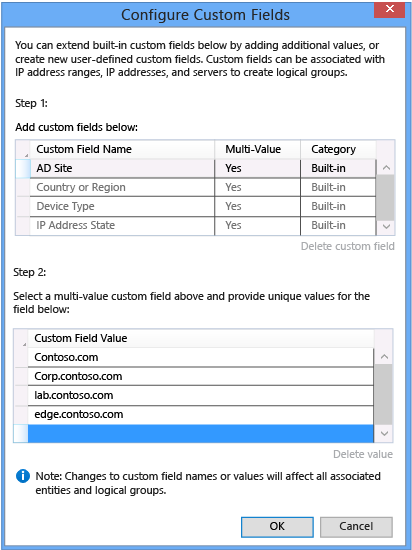 Configure Custom Fields
You can extend built-in custom fields below by adding additional values, or
create new user-defined custom fields. Custom fields can be associated with
IP address ranges, IP addresses, and servers to create logical groups.
Step 1:
Add custom fields below:
Custom Field Name Multi-Value Category
AD Site Yes Built-in
Country or Region Yes Built-in
Device Type Yes Built-in
IP Address State Yes Built-in
Delete custom field
Step 2:
Select a multi-value custom field above and provide unique values for the
field below:
Custom Field Value
Contoso.com
Corp.contoso.com
lab.contoso.com
edge.contoso.com
Delete value
Note: Changes to custom field names or values will affect all associated
entities and logical groups.
OK Cancel